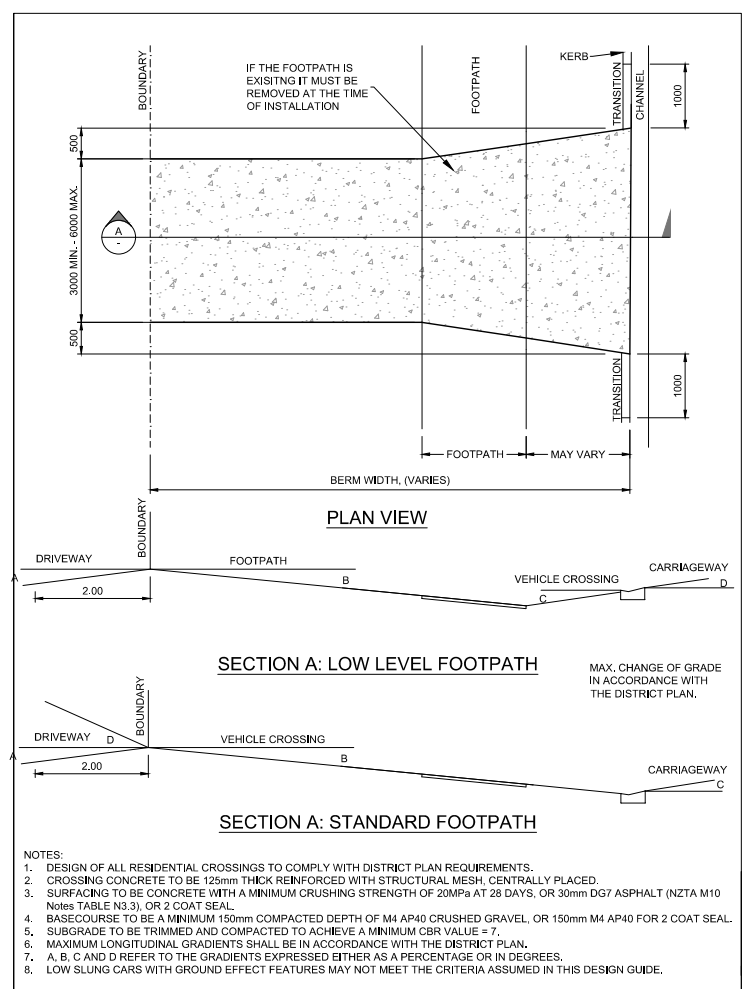 BOUNDARY
IF THE FOOTPATH IS
EXISITNG IT MUST BE
REMOVED AT THE TIME
OF INSTALLATION
FOOTPATH
KERB
TRANSITION
CHANNEL
1000
500
3000 MIN. - 6000 MAX.
A
-
500
TRANSITION
1000
FOOTPATH
MAY VARY
BERM WIDTH, (VARIES)
PLAN VIEW
BOUNDARY
DRIVEWAY
FOOTPATH
A
2.00
B
VEHICLE CROSSING
C
CARRIAGEWAY
D
SECTION A: LOW LEVEL FOOTPATH
MAX. CHANGE OF GRADE
IN ACCORDANCE WITH
THE DISTRICT PLAN.
BOUNDARY
DRIVEWAY
D
VEHICLE CROSSING
A
2.00
B
CARRIAGEWAY
C
SECTION A: STANDARD FOOTPATH
NOTES:
1. DESIGN OF ALL RESIDENTIAL CROSSINGS TO COMPLY WITH DISTRICT PLAN REQUIREMENTS.
2. CROSSING CONCRETE TO BE 125mm THICK REINFORCED WITH STRUCTURAL MESH, CENTRALLY PLACED.
3. SURFACING TO BE CONCRETE WITH A MINIMUM CRUSHING STRENGTH OF 20MPa AT 28 DAYS, OR 30mm DG7 ASPHALT (NZTA M10
Notes TABLE N3.3), OR 2 COAT SEAL.
4. BASECOURSE TO BE A MINIMUM 150mm COMPACTED DEPTH OF M4 AP40 CRUSHED GRAVEL, OR 150mm M4 AP40 FOR 2 COAT SEAL.
5. SUBGRADE TO BE TRIMMED AND COMPACTED TO ACHIEVE A MINIMUM CBR VALUE = 7.
6. MAXIMUM LONGITUDINAL GRADIENTS SHALL BE IN ACCORDANCE WITH THE DISTRICT PLAN.
7. A, B, C AND D REFER TO THE GRADIENTS EXPRESSED EITHER AS A PERCENTAGE OR IN DEGREES.
8. LOW SLUNG CARS WITH GROUND EFFECT FEATURES MAY NOT MEET THE CRITERIA ASSUMED IN THIS DESIGN GUIDE.